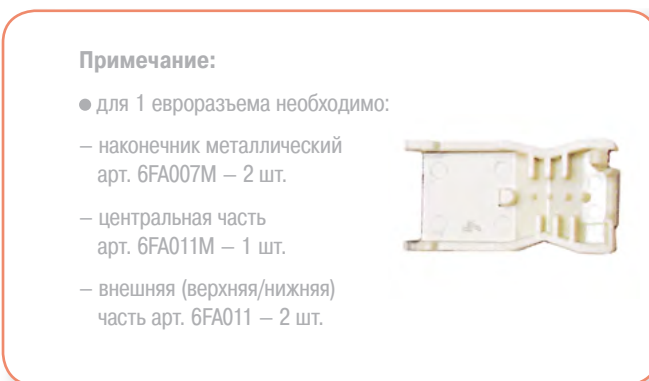 Примечание:
● для 1 евроразъема необходимо:
– наконечник металлический
арт. 6FA007M – 2 шт.
– центральная часть
арт. 6FA011M – 1 шт.
– внешняя (верхняя/нижняя)
часть арт. 6FA011 – 2 шт.